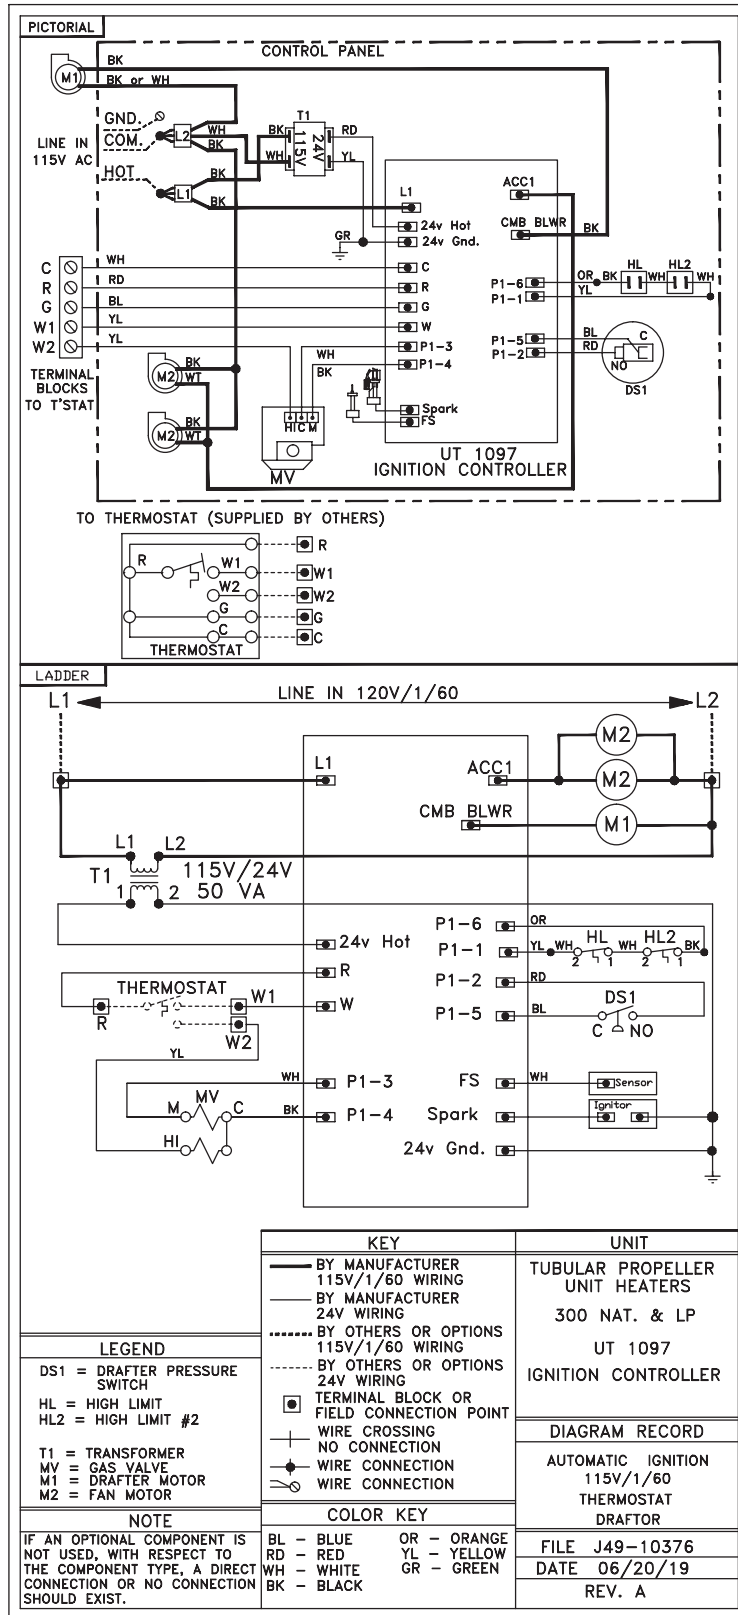 PICTORIAL
CONTROL PANEL
BK
M1
BK or WH
GND.
T1
LINE IN
115V AC
COM.
L2
WH
BK
BK
WH
115V
24V
RD
YL
HOT
BK
L1
BK
L1
ACC1
GR
24v Hot
24v Gnd.
CMB BLWR
BK
C
WH
C
R
RD
R
G
BL
G
W1
YL
W
W2
YL
P1-3
WH
P1-4
BK
P1-6
OR
BK
HL
WH
HL2
WH
P1-1
YL
P1-5
BL
C
P1-2
RD
NO
DS1
TERMINAL
BLOCKS
TO T'STAT
M2
BK
WT
M2
BK
WT
HI C M
MV
Spark
FS
UT 1097
IGNITION CONTROLLER
TO THERMOSTAT (SUPPLIED BY OTHERS)
R
R
W1
W1
W2
W2
G
G
C
C
THERMOSTAT
LADDER
L1
LINE IN 120V/1/60
L2
M2
L1
ACC1
M2
CMB BLWR
M1
L1
L2
T1
115V/24V
1
2
50 VA
24v Hot
P1-6
OR
P1-1
YL
WH
HL
WH
HL2
BK
2
1
2
1
R
P1-2
RD
THERMOSTAT
W1
R
W
P1-5
BL
DS1
C
NO
W2
YL
WH
P1-3
FS
WH
Sensor
M
MV
C
BK
P1-4
Spark
Ignitor
HI
24v Gnd.
KEY
BY MANUFACTURER
115V/1/60 WIRING
BY MANUFACTURER
24V WIRING
BY OTHERS OR OPTIONS
115V/1/60 WIRING
BY OTHERS OR OPTIONS
24V WIRING
TERMINAL BLOCK OR
FIELD CONNECTION POINT
WIRE CROSSING
NO CONNECTION
WIRE CONNECTION
WIRE CONNECTION
UNIT
TUBULAR PROPELLER
UNIT HEATERS
300 NAT. & LP
UT 1097
IGNITION CONTROLLER
LEGEND
DS1 = DRAFTER PRESSURE
SWITCH
HL = HIGH LIMIT
HL2 = HIGH LIMIT #2
T1 = TRANSFORMER
MV = GAS VALVE
M1 = DRAFTER MOTOR
M2 = FAN MOTOR
DIAGRAM RECORD
AUTOMATIC IGNITION
115V/1/60
THERMOSTAT
DRAFTOR
NOTE
IF AN OPTIONAL COMPONENT IS
NOT USED, WITH RESPECT TO
THE COMPONENT TYPE, A DIRECT
CONNECTION OR NO CONNECTION
SHOULD EXIST.
COLOR KEY
BL - BLUE
OR - ORANGE
RD - RED
YL - YELLOW
WH - WHITE
GR - GREEN
BK - BLACK
FILE J49-10376
DATE 06/20/19
REV. A